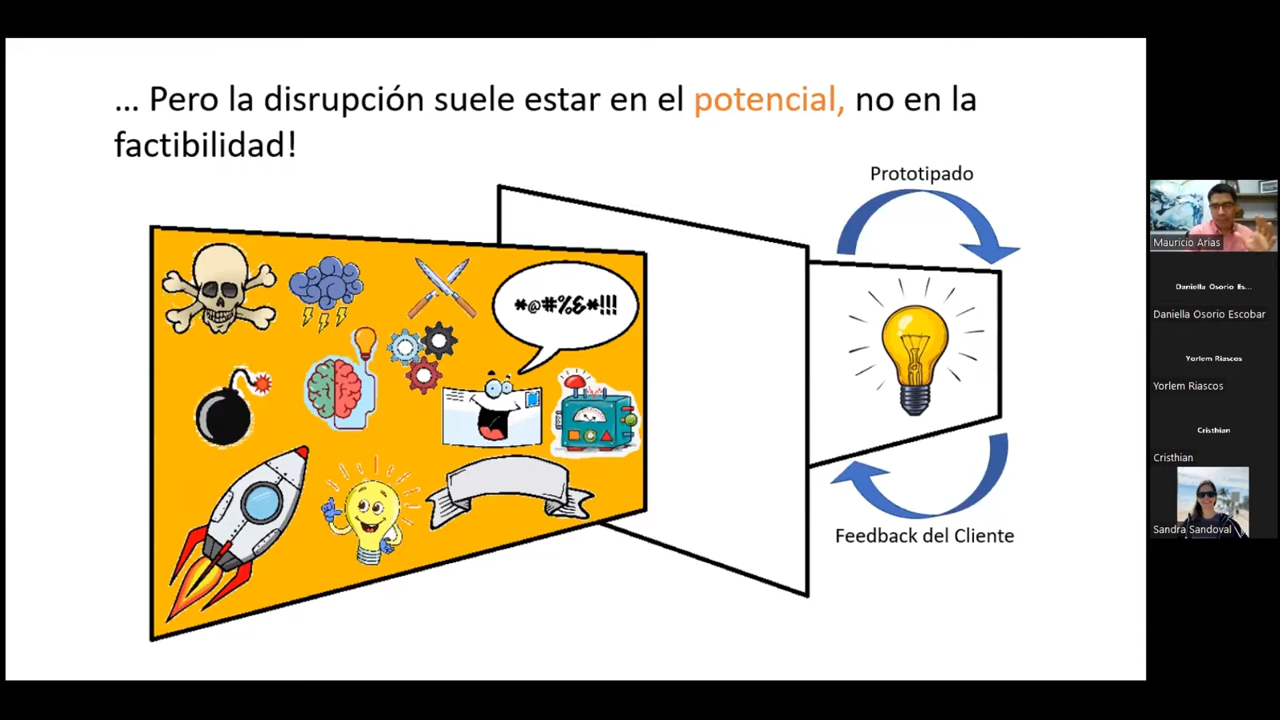 ... Pero la disrupción suele estar en el potencial, no en la
factibilidad!
Prototipado
*@#%&*!!!
Feedback del Cliente
Mauricio Arias
Daniella Osorio Es...
Daniella Osorio Escobar
Yorlem Riascos
Yorlem Riascos
Cristhian
Cristhian
Sandra Sandoval